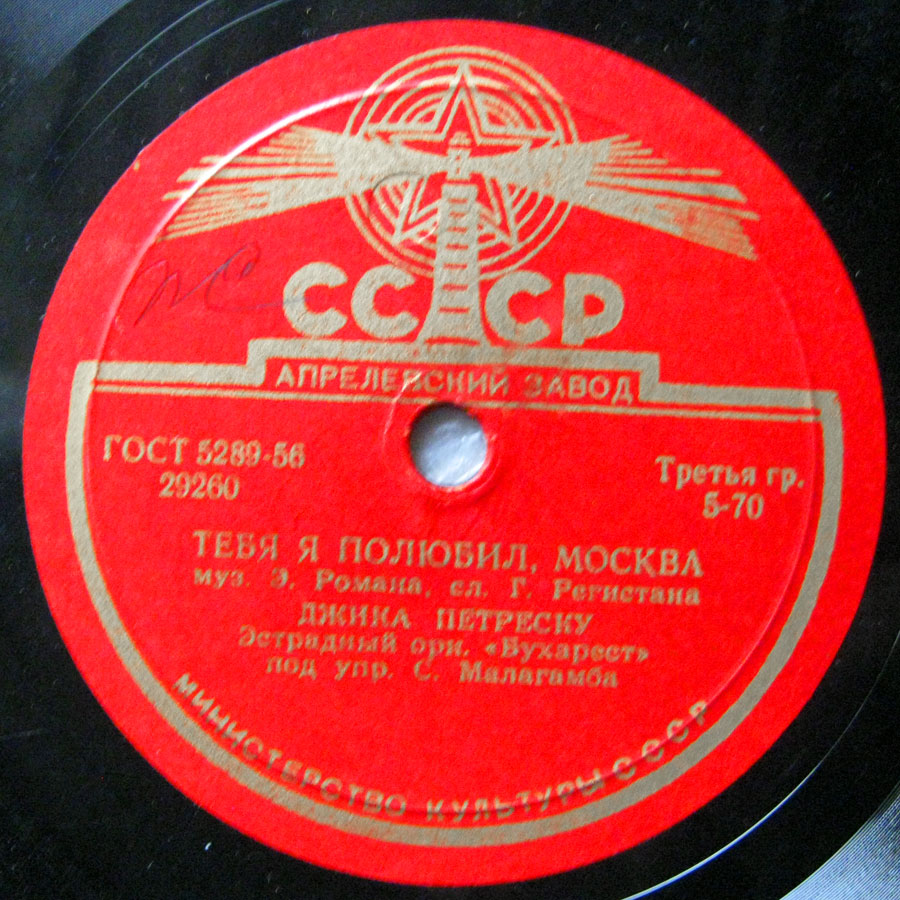 СССР
АПРЕЛЕВСКИЙ ЗАВОД
ГОСТ 5289-56
29260
Третья гр.
5-70
ТЕБЯ Я ПОЛЮБИЛ, МОСКВА
муз. Э. Романа, сл. Г. Регистана
ДЖИКА ПЕТРЕСКУ
Эстрадный орк. «Бухарест»
под упр. С. Малагамба
МИНИСТЕРСТВО КУЛЬТУРЫ СССР